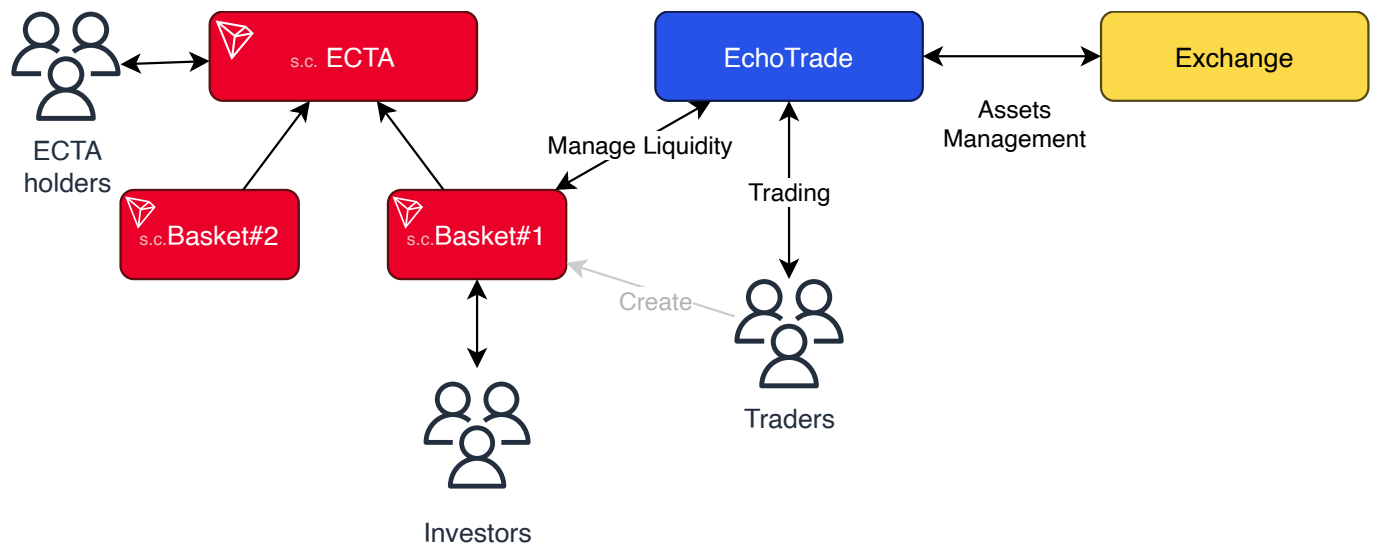 s.c. ECTA
EchoTrade
Exchange
ECTA
holders
Manage Liquidity
Assets
Management
Trading
s.c.Basket#2
s.c.Basket#1
Create
Traders
Investors